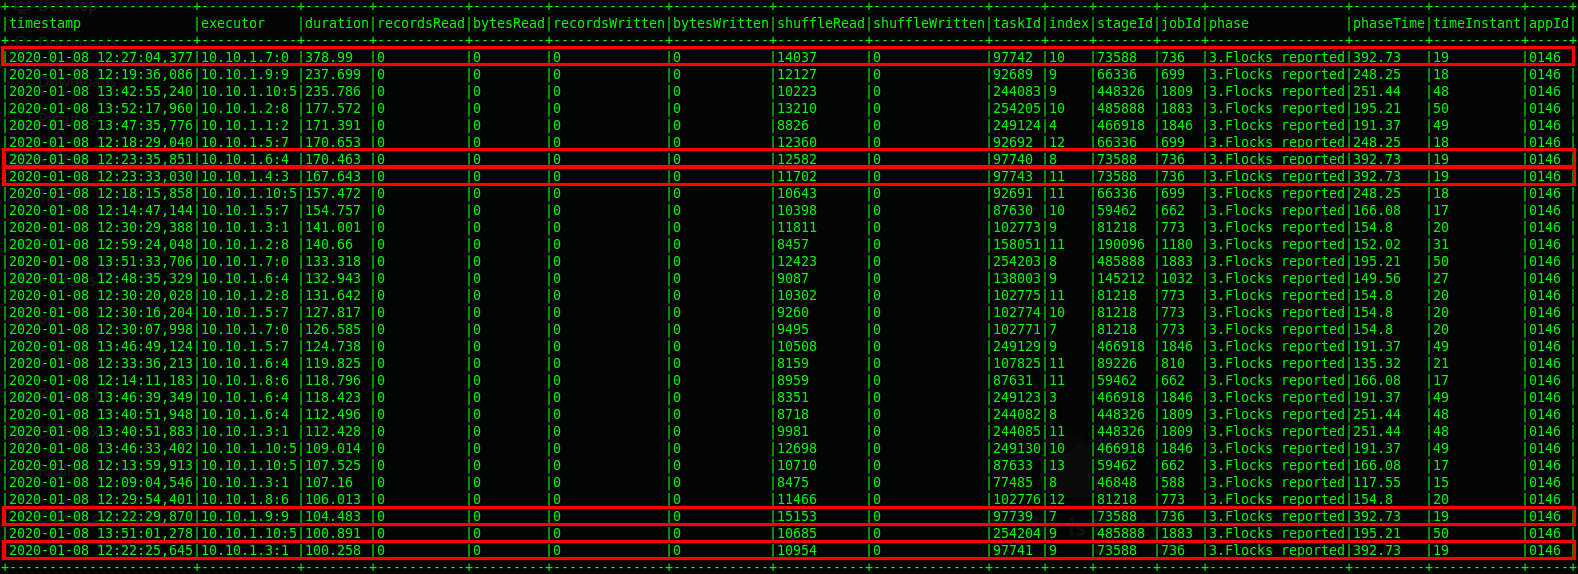 |timestamp |executor |duration|recordsRead|bytesRead|recordsWritten|bytesWritten|shuffleRead|shuffleWritten|taskId|index|stageId|jobId|phase |phaseTime|timeInstant|appId|
|2020-01-08 12:27:04,377|10.10.1.7:0 |378.99 |0 |0 |0 |0 |14037 |0 |97742 |10 |73588 |736 |3.Flocks reported|392.73 |19 |0146 |
|2020-01-08 12:19:36,086|10.10.1.9:9 |237.699 |0 |0 |0 |0 |12127 |0 |92689 |9 |66336 |699 |3.Flocks reported|248.25 |18 |0146 |
|2020-01-08 13:42:55,240|10.10.1.10:5|235.786 |0 |0 |0 |0 |10223 |0 |244083|9 |448326 |1809 |3.Flocks reported|251.44 |48 |0146 |
|2020-01-08 13:52:17,960|10.10.1.2:8 |177.572 |0 |0 |0 |0 |13210 |0 |254205|10 |485888 |1883 |3.Flocks reported|195.21 |50 |0146 |
|2020-01-08 13:47:35,776|10.10.1.1:2 |171.391 |0 |0 |0 |0 |8826 |0 |249124|4 |466918 |1846 |3.Flocks reported|191.37 |49 |0146 |
|2020-01-08 12:18:29,040|10.10.1.5:7 |170.653 |0 |0 |0 |0 |12360 |0 |92692 |12 |66336 |699 |3.Flocks reported|248.25 |18 |0146 |
|2020-01-08 12:23:35,851|10.10.1.6:4 |170.463 |0 |0 |0 |0 |12582 |0 |97740 |8 |73588 |736 |3.Flocks reported|392.73 |19 |0146 |
|2020-01-08 12:23:33,030|10.10.1.4:3 |167.643 |0 |0 |0 |0 |11702 |0 |97743 |11 |73588 |736 |3.Flocks reported|392.73 |19 |0146 |
|2020-01-08 12:18:15,858|10.10.1.10:5|157.472 |0 |0 |0 |0 |10643 |0 |92691 |11 |66336 |699 |3.Flocks reported|248.25 |18 |0146 |
|2020-01-08 12:14:47,144|10.10.1.5:7 |154.757 |0 |0 |0 |0 |10398 |0 |87630 |10 |59462 |662 |3.Flocks reported|166.08 |17 |0146 |
|2020-01-08 12:30:29,388|10.10.1.3:1 |141.001 |0 |0 |0 |0 |11811 |0 |102773|9 |81218 |773 |3.Flocks reported|154.8 |20 |0146 |
|2020-01-08 12:59:24,048|10.10.1.2:8 |140.66 |0 |0 |0 |0 |8457 |0 |158051|11 |190096 |1180 |3.Flocks reported|152.02 |31 |0146 |
|2020-01-08 13:51:33,706|10.10.1.7:0 |133.318 |0 |0 |0 |0 |12423 |0 |254203|8 |485888 |1883 |3.Flocks reported|195.21 |50 |0146 |
|2020-01-08 12:48:35,329|10.10.1.6:4 |132.943 |0 |0 |0 |0 |9087 |0 |138003|9 |145212 |1032 |3.Flocks reported|149.56 |27 |0146 |
|2020-01-08 12:30:20,028|10.10.1.2:8 |131.642 |0 |0 |0 |0 |10302 |0 |102775|11 |81218 |773 |3.Flocks reported|154.8 |20 |0146 |
|2020-01-08 12:30:16,204|10.10.1.5:7 |127.817 |0 |0 |0 |0 |9260 |0 |102774|10 |81218 |773 |3.Flocks reported|154.8 |20 |0146 |
|2020-01-08 12:30:07,998|10.10.1.7:0 |126.585 |0 |0 |0 |0 |9495 |0 |102771|7 |81218 |773 |3.Flocks reported|154.8 |20 |0146 |
|2020-01-08 13:46:49,124|10.10.1.5:7 |124.738 |0 |0 |0 |0 |10508 |0 |249129|9 |466918 |1846 |3.Flocks reported|191.37 |49 |0146 |
|2020-01-08 12:33:36,213|10.10.1.6:4 |119.825 |0 |0 |0 |0 |8159 |0 |107825|11 |89226 |810 |3.Flocks reported|135.32 |21 |0146 |
|2020-01-08 12:14:11,183|10.10.1.8:6 |118.796 |0 |0 |0 |0 |8959 |0 |87631 |11 |59462 |662 |3.Flocks reported|166.08 |17 |0146 |
|2020-01-08 13:46:39,349|10.10.1.6:4 |118.423 |0 |0 |0 |0 |8351 |0 |249123|3 |466918 |1846 |3.Flocks reported|191.37 |49 |0146 |
|2020-01-08 13:40:51,948|10.10.1.6:4 |112.496 |0 |0 |0 |0 |8718 |0 |244082|8 |448326 |1809 |3.Flocks reported|251.44 |48 |0146 |
|2020-01-08 13:40:51,883|10.10.1.3:1 |112.428 |0 |0 |0 |0 |9981 |0 |244085|11 |448326 |1809 |3.Flocks reported|251.44 |48 |0146 |
|2020-01-08 13:46:33,402|10.10.1.10:5|109.014 |0 |0 |0 |0 |12698 |0 |249130|10 |466918 |1846 |3.Flocks reported|191.37 |49 |0146 |
|2020-01-08 12:13:59,913|10.10.1.10:5|107.525 |0 |0 |0 |0 |10710 |0 |87633 |13 |59462 |662 |3.Flocks reported|166.08 |17 |0146 |
|2020-01-08 12:09:04,546|10.10.1.3:1 |107.16 |0 |0 |0 |0 |8475 |0 |77485 |8 |46848 |588 |3.Flocks reported|117.55 |15 |0146 |
|2020-01-08 12:29:54,401|10.10.1.8:6 |106.013 |0 |0 |0 |0 |11466 |0 |102776|12 |81218 |773 |3.Flocks reported|154.8 |20 |0146 |
|2020-01-08 12:22:29,870|10.10.1.9:9 |104.483 |0 |0 |0 |0 |15153 |0 |97739 |7 |73588 |736 |3.Flocks reported|392.73 |19 |0146 |
|2020-01-08 13:51:01,278|10.10.1.10:5|100.891 |0 |0 |0 |0 |10685 |0 |254204|9 |485888 |1883 |3.Flocks reported|195.21 |50 |0146 |
|2020-01-08 12:22:25,645|10.10.1.3:1 |100.258 |0 |0 |0 |0 |10954 |0 |97741 |9 |73588 |736 |3.Flocks reported|392.73 |19 |0146 |